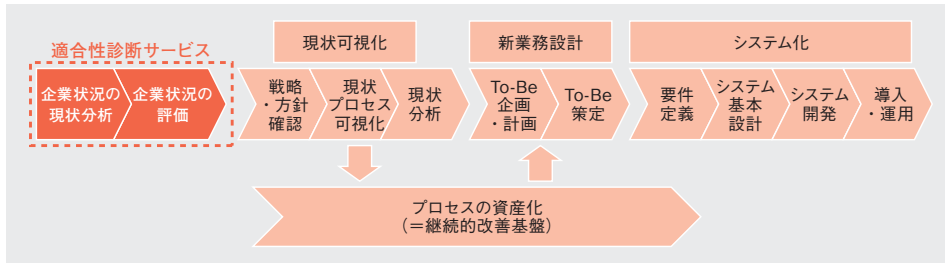 適合性診断サービス
企業状況の
現状分析
企業状況の
評価
現状可視化
戦略
・方針
確認
現状
プロセス
可視化
現状
分析
新業務設計
To-Be
企画
・計画
To-Be
策定
システム化
要件
定義
システム
基本
設計
システム
開発
導入
・運用
プロセスの資産化
(＝継続的改善基盤)